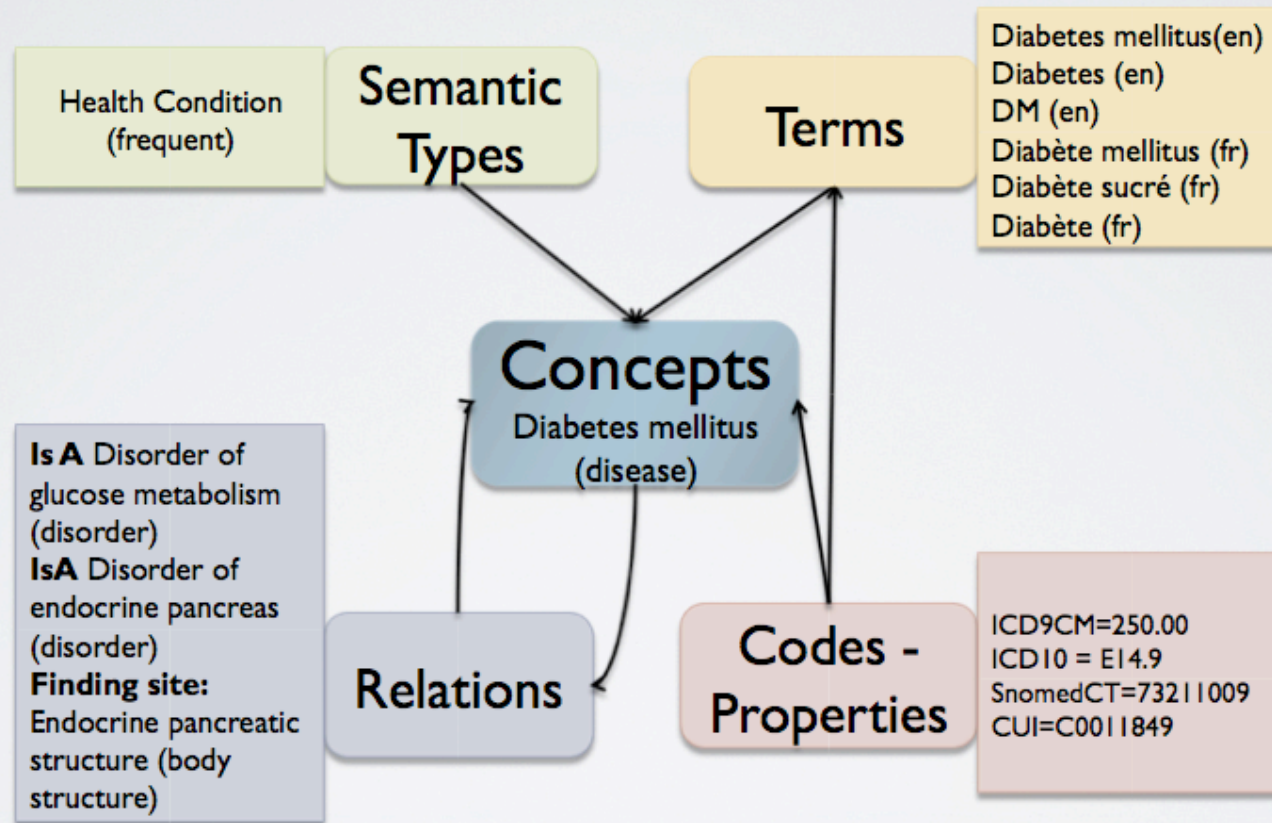 Health Condition
(frequent)
Semantic
Types
Terms
Diabetes mellitus(en)
Diabetes (en)
DM (en)
Diabète mellitus (fr)
Diabète sucré (fr)
Diabète (fr)
Concepts
Diabetes mellitus
(disease)
Is A Disorder of
glucose metabolism
(disorder)
IsA Disorder of
endocrine pancreas
(disorder)
Finding site:
Endocrine pancreatic
structure (body
structure)
Relations
Codes -
Properties
ICD9CM=250.00
ICD10 = E14.9
SnomedCT=73211009
CUI=C0011849